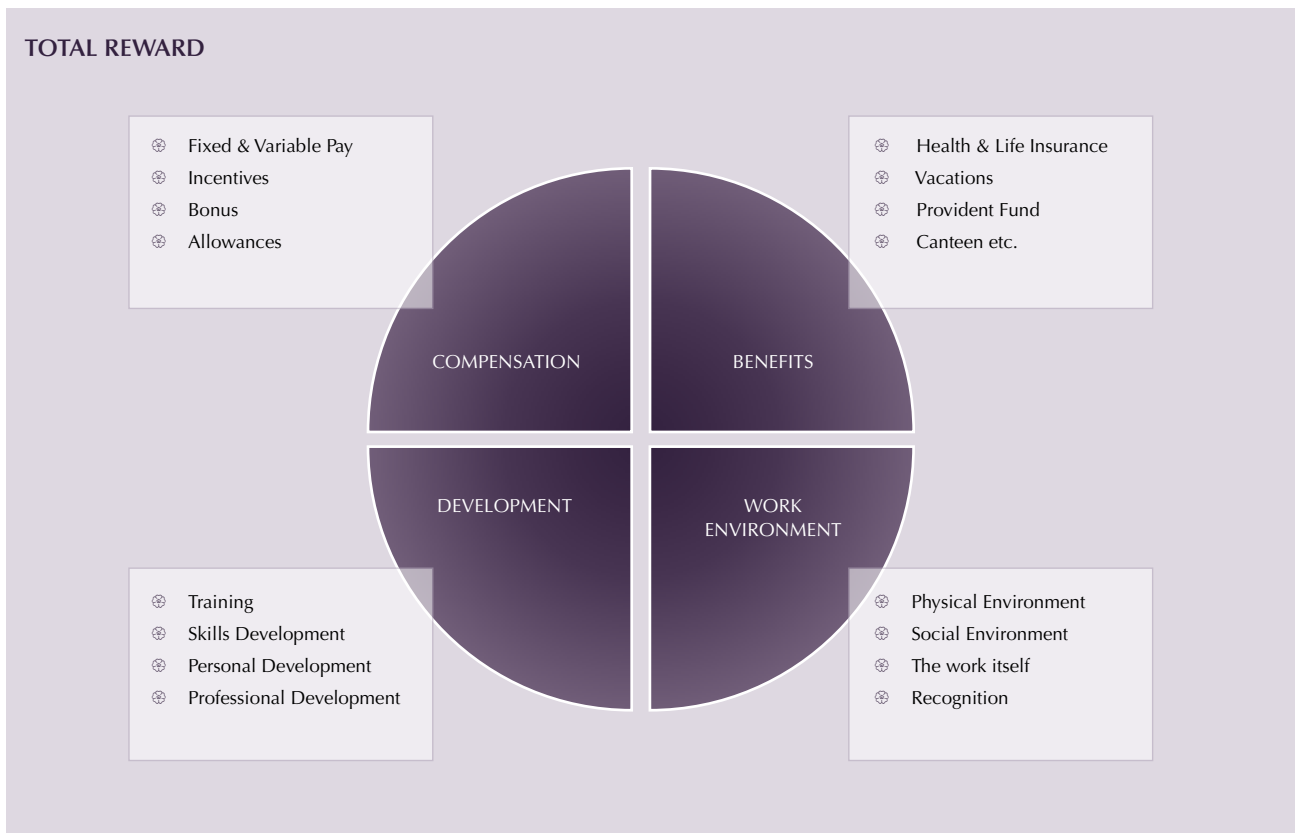 TOTAL REWARD
Fixed & Variable Pay
Incentives
Bonus
Allowances
Health & Life Insurance
Vacations
Provident Fund
Canteen etc.
COMPENSATION
BENEFITS
DEVELOPMENT
WORK
ENVIRONMENT
Training
Skills Development
Personal Development
Professional Development
Physical Environment
Social Environment
The work itself
Recognition